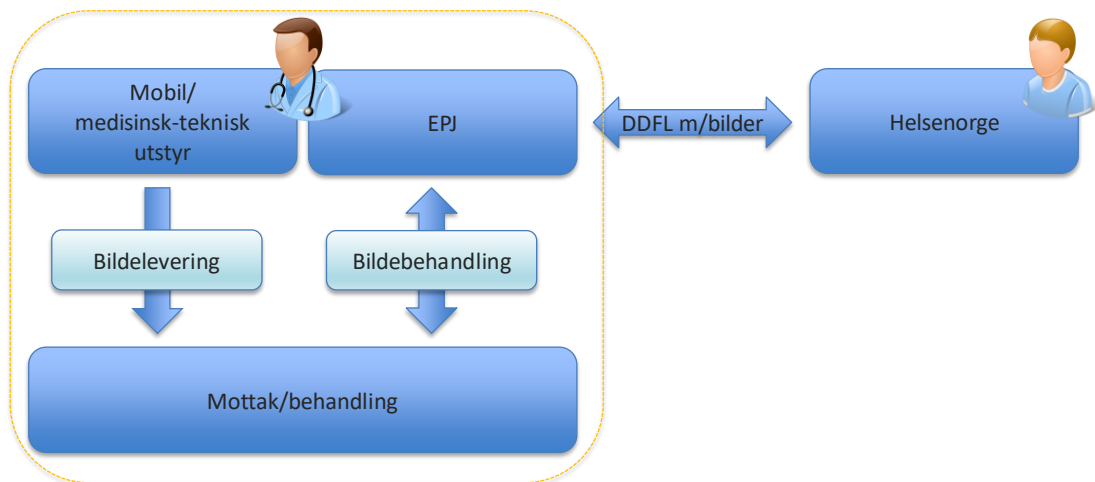 Mobil/
medisinsk-teknisk
utstyr
EPJ
DDFL m/bilder
Helsenorge
Bildelevering
Bildebehandling
Mottak/behandling